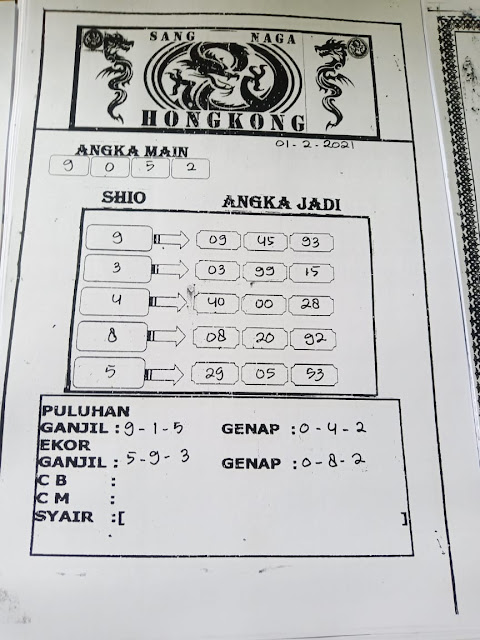 SANG NAGA
HONGKONG
01-2-2021
ANGKA MAIN
9 0 5 2
SHIO ANGKA JADI
9 09 45 93
3 03 99 15
4 40 00 28
8 08 20 92
5 29 05 53
PULUHAN
GANJIL : 9-1-5 GENAP : 0-4-2
EKOR
GANJIL : 5-9-3 GENAP : 0-8-2
C B :
C M :
SYAIR :[ ]